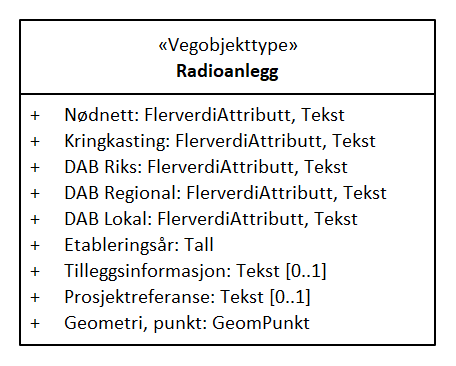 «Vegobjekttype»
Radioanlegg
+ Nødnett: FlerverdiAttributt, Tekst
+ Kringkasting: FlerverdiAttributt, Tekst
+ DAB Riks: FlerverdiAttributt, Tekst
+ DAB Regional: FlerverdiAttributt, Tekst
+ DAB Lokal: FlerverdiAttributt, Tekst
+ Etableringsår: Tall
+ Tilleggsinformasjon: Tekst [0..1]
+ Prosjektreferanse: Tekst [0..1]
+ Geometri, punkt: GeomPunkt